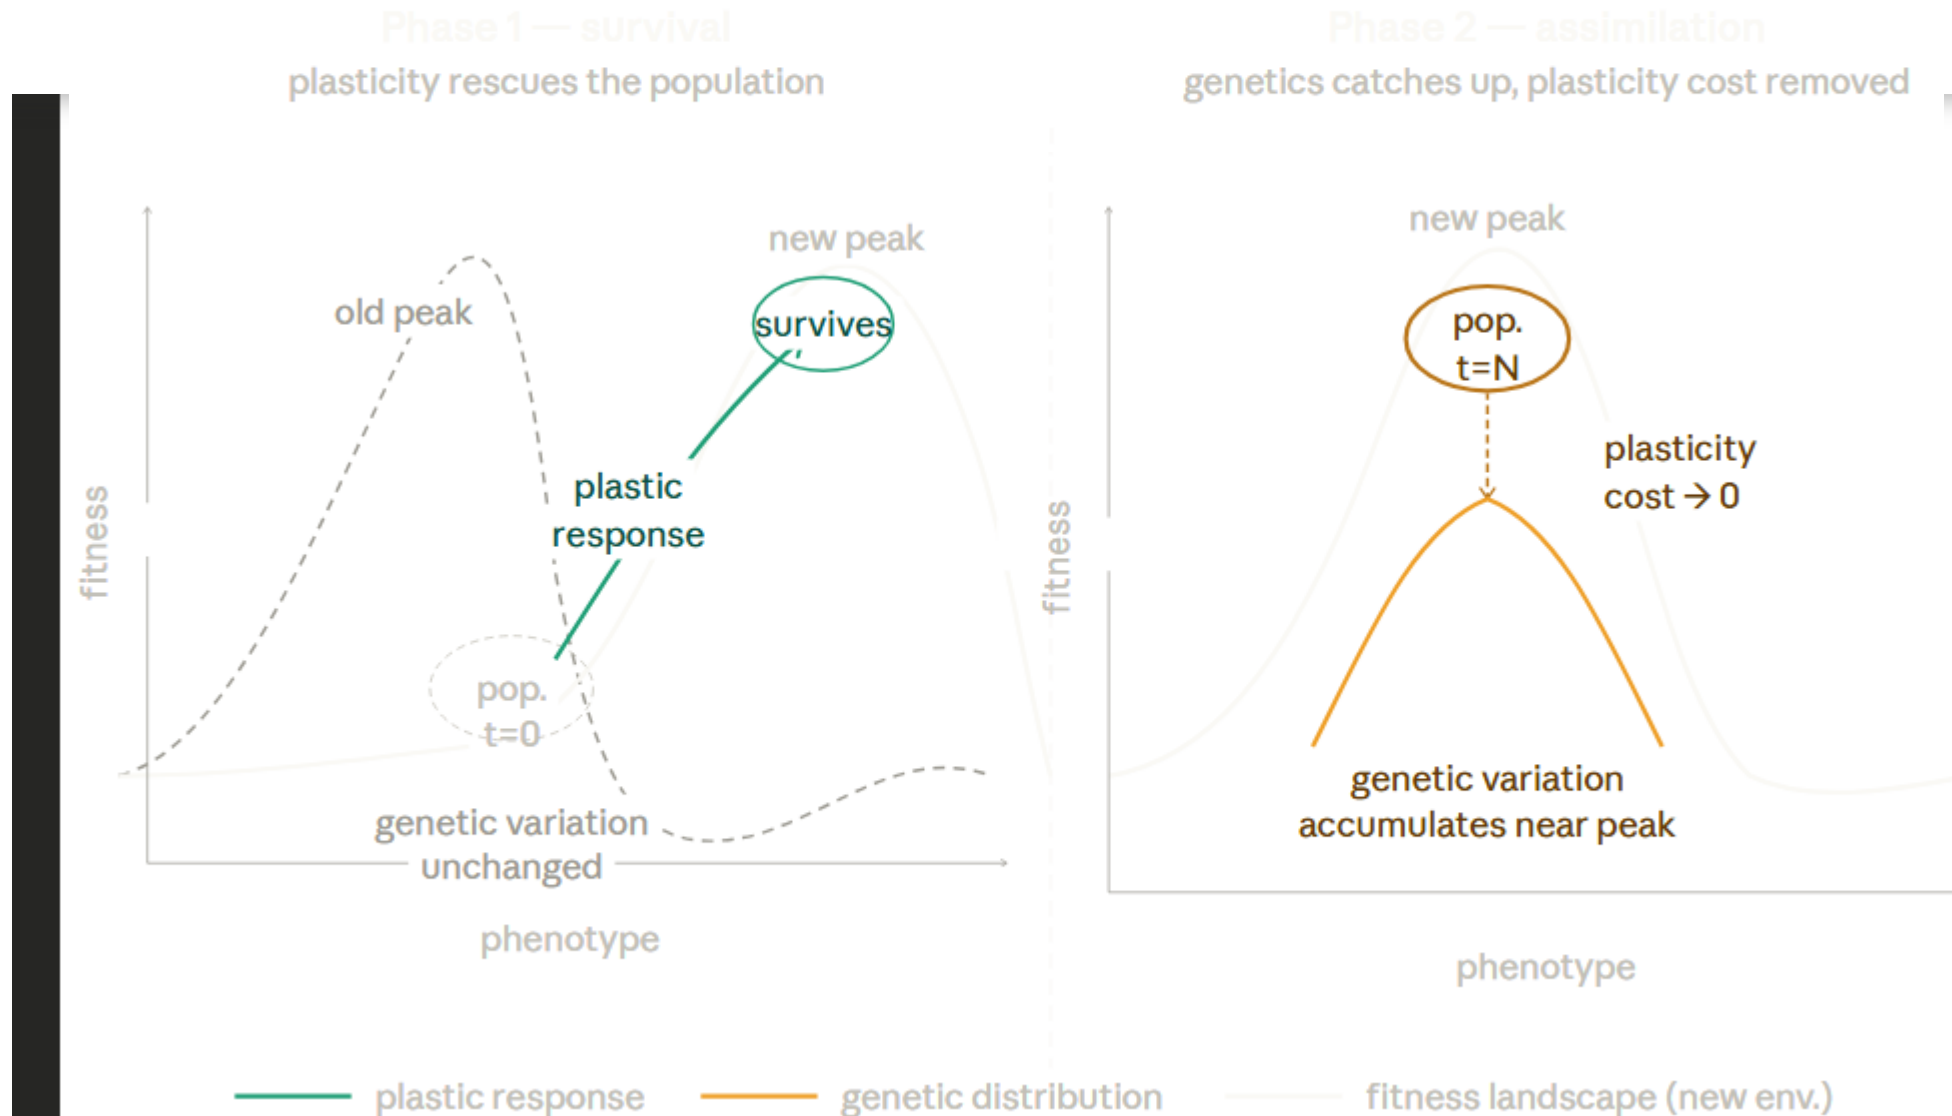 Phase 1 — survival
plasticity rescues the population
Phase 2 — assimilation
genetics catches up, plasticity cost removed
fitness
old peak
new peak
survives
plastic
response
pop.
t=0
genetic variation
unchanged
phenotype
fitness
new peak
pop.
t=N
plasticity
cost → 0
genetic variation
accumulates near peak
phenotype
plastic response
genetic distribution
fitness landscape (new env.)